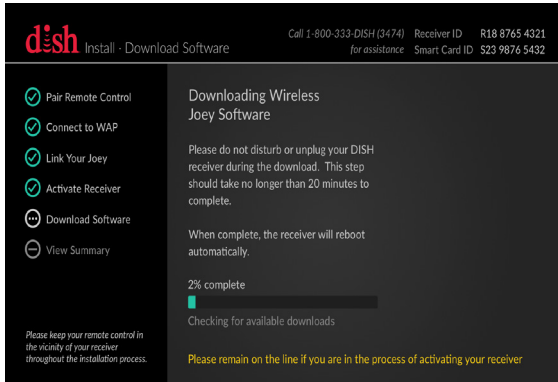 dish Install · Download Software
Call 1-800-333-DISH (3474) Receiver ID R18 8765 4321
for assistance Smart Card ID S23 9876 5432
Pair Remote Control
Connect to WAP
Link Your Joey
Activate Receiver
Download Software
View Summary
Please keep your remote control in
the vicinity of your receiver
throughout the installation process.
Downloading Wireless
Joey Software
Please do not disturb or unplug your DISH
receiver during the download. This step
should take no longer than 20 minutes to
complete.
When complete, the receiver will reboot
automatically.
2% complete
Checking for available downloads
Please remain on the line if you are in the process of activating your receiver